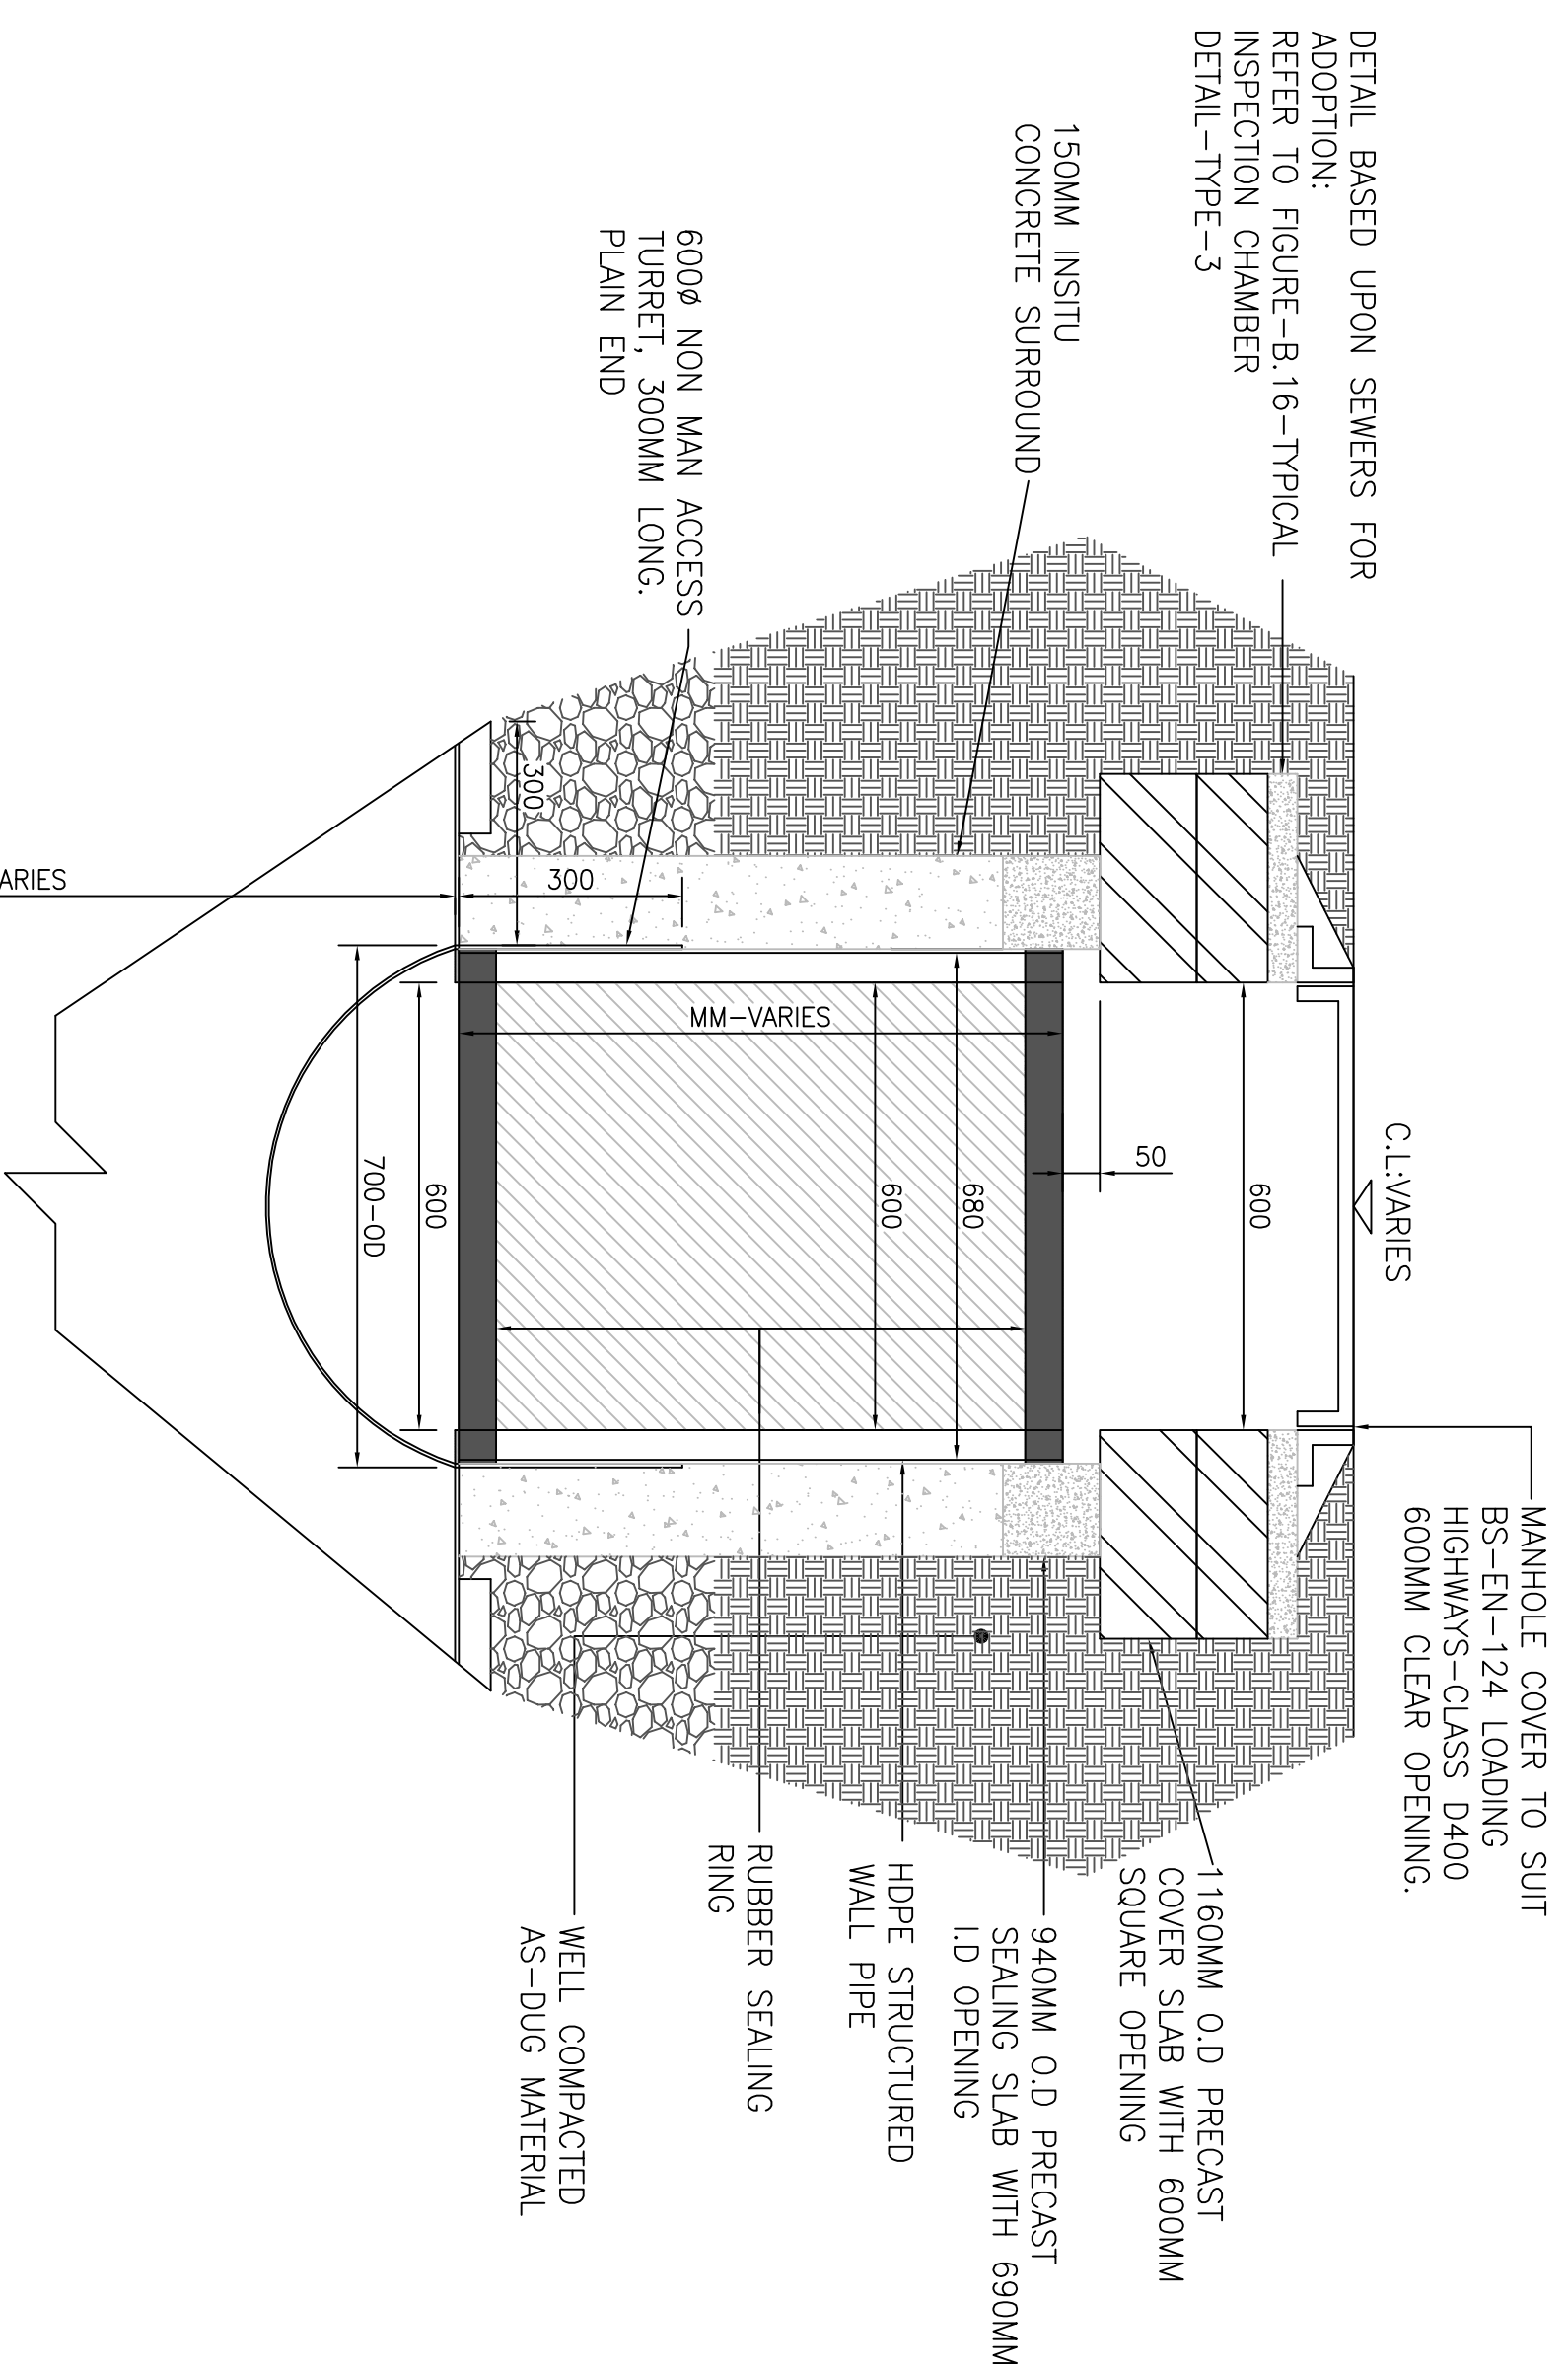 DETAIL BASED UPON SEWERS FOR
ADOPTION:
REFER TO FIGURE-B.16-TYPICAL
INSPECTION CHAMBER
DETAIL-TYPE-3
150MM INSITU
CONCRETE SURROUND
600Ø NON MAN ACCESS
TURRET, 300MM LONG.
PLAIN END
C.L:VARIES
MANHOLE COVER TO SUIT
BS-EN-124 LOADING
HIGHWAYS-CLASS D400
600MM CLEAR OPENING.
1160MM O.D PRECAST
COVER SLAB WITH 600MM
SQUARE OPENING
940MM O.D PRECAST
SEALING SLAB WITH 690MM
I.D OPENING
HDPE STRUCTURED
WALL PIPE
RUBBER SEALING
RING
WELL COMPACTED
AS-DUG MATERIAL
600
50
680
600
MM-VARIES
300
300
600
700-OD
ARIES